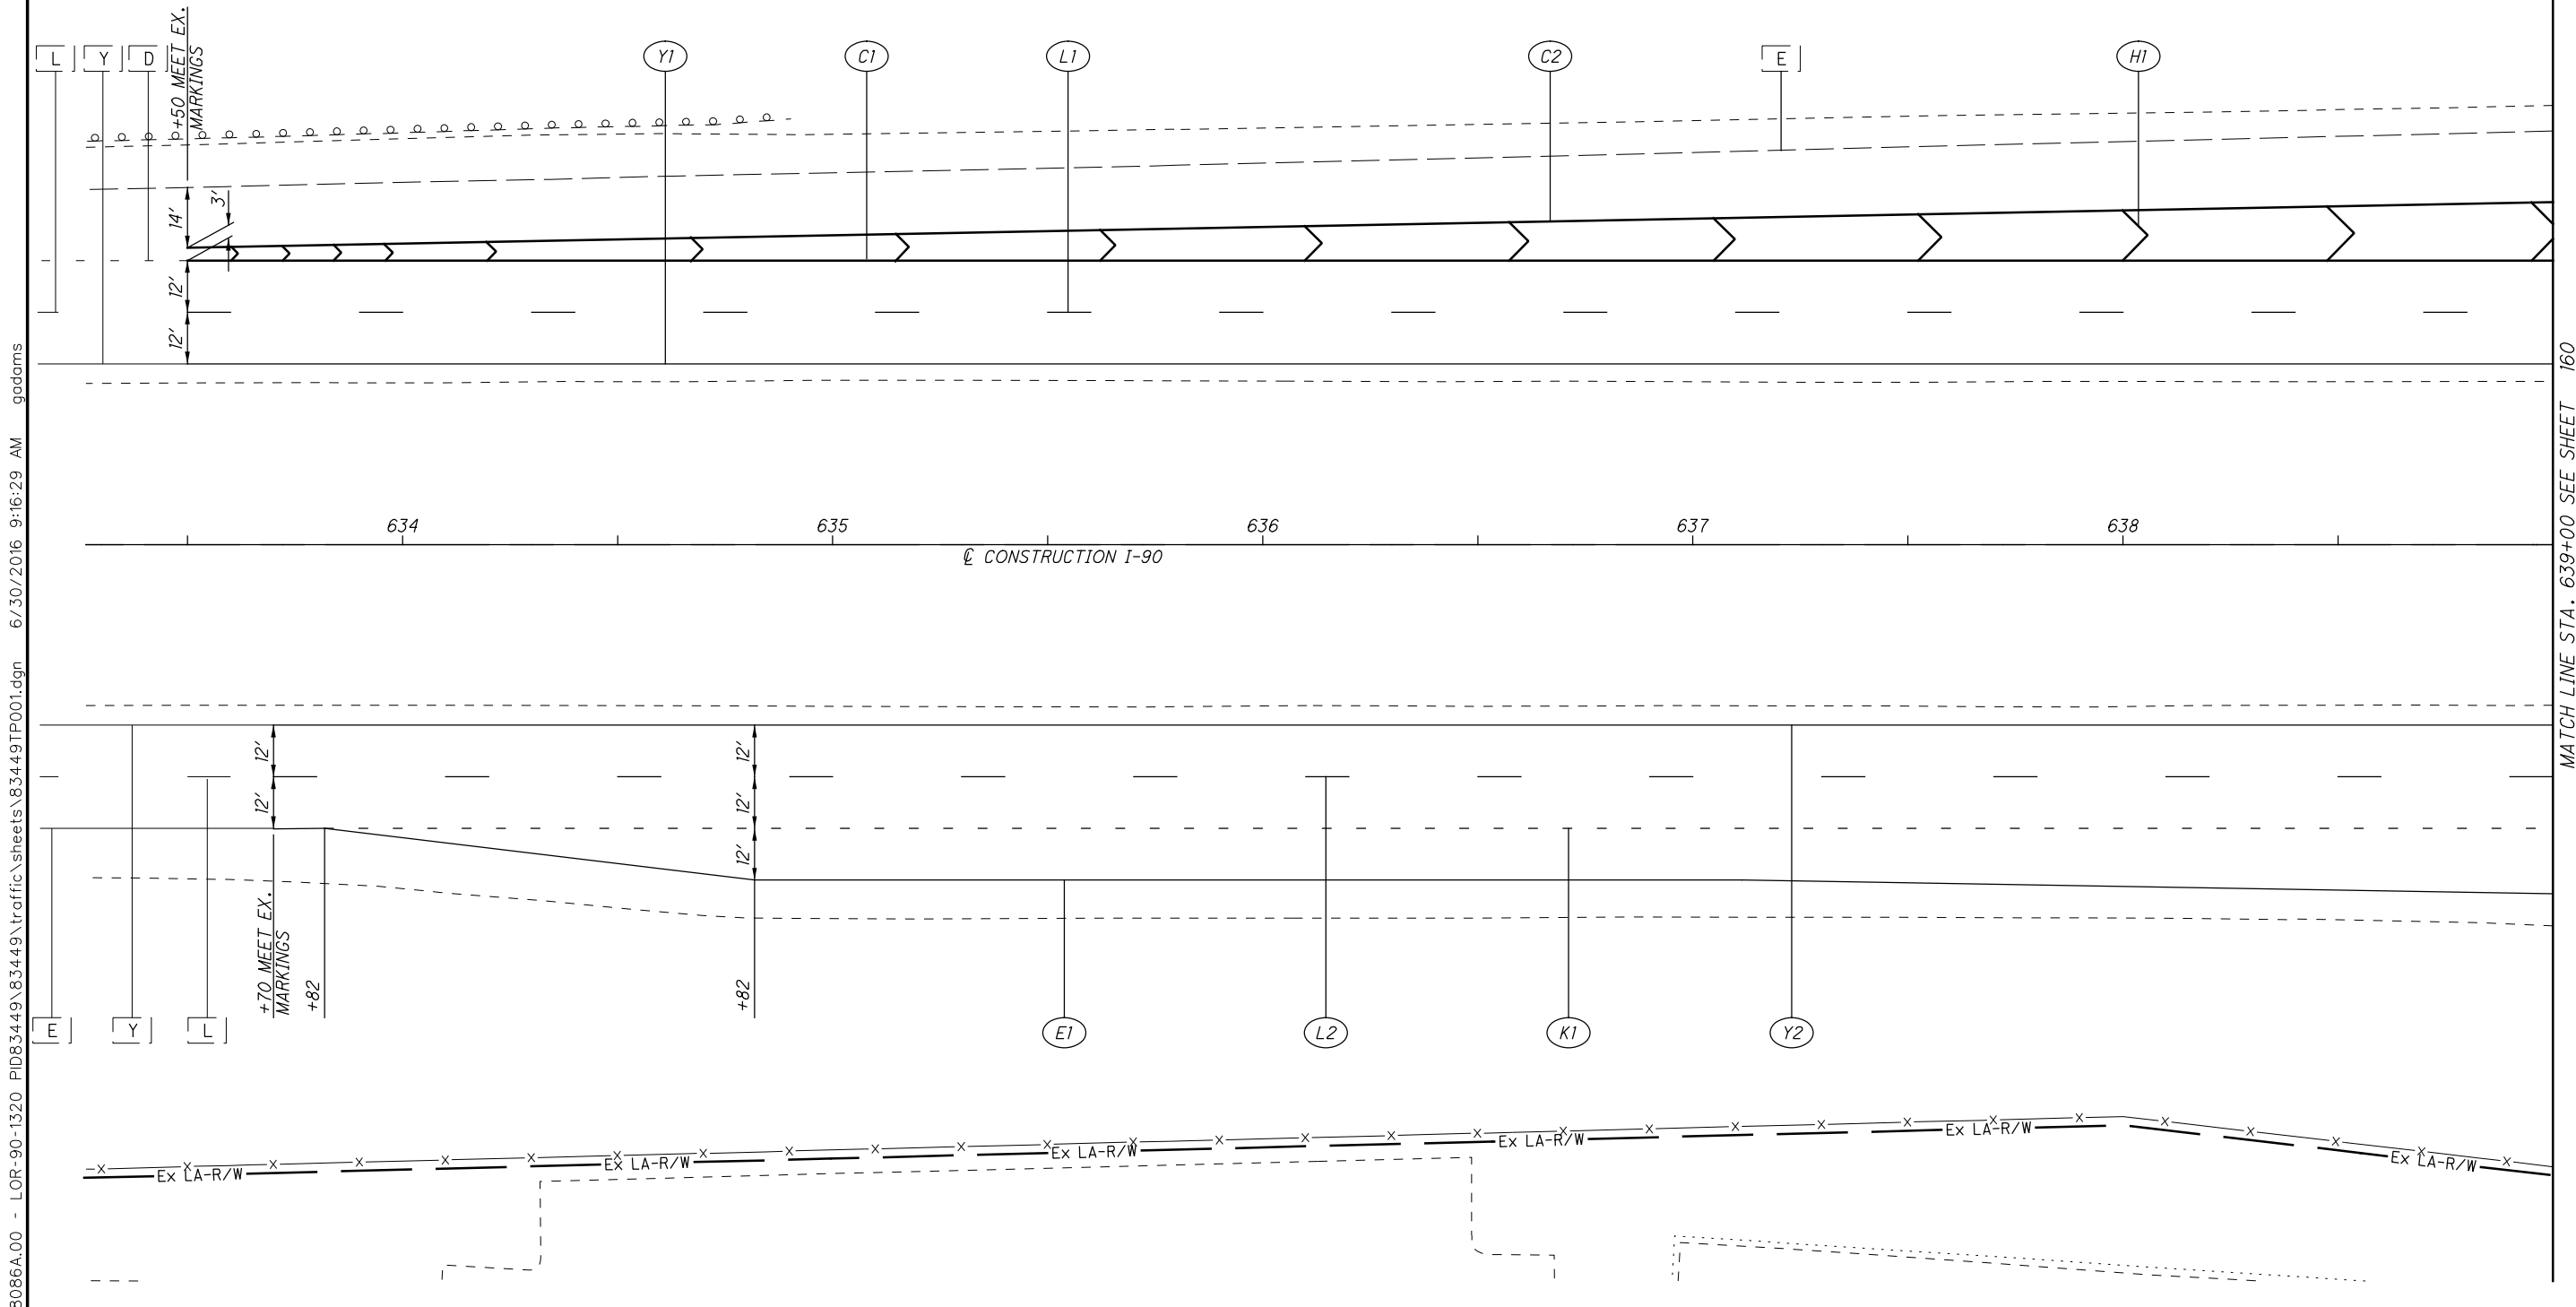 L
Y
D
+50 MEET EX.
MARKINGS
Y1
C1
L1
C2
E
H1
14'
3'
12'
12'
634
635
636
637
638
℄ CONSTRUCTION I-90
12'
12'
12'
12'
12'
+70 MEET EX.
MARKINGS
+82
+82
E
Y
L
E1
L2
K1
Y2
Ex LA-R/W
Ex LA-R/W
Ex LA-R/W
Ex LA-R/W
Ex LA-R/W
Ex LA-R/W
MATCH LINE STA. 639+00 SEE SHEET 160
8086A.00 - LOR-90-1320 PID83449\83449\traffic\sheets\83449TP001.dgn 6/30/2016 9:16:29 AM gadams